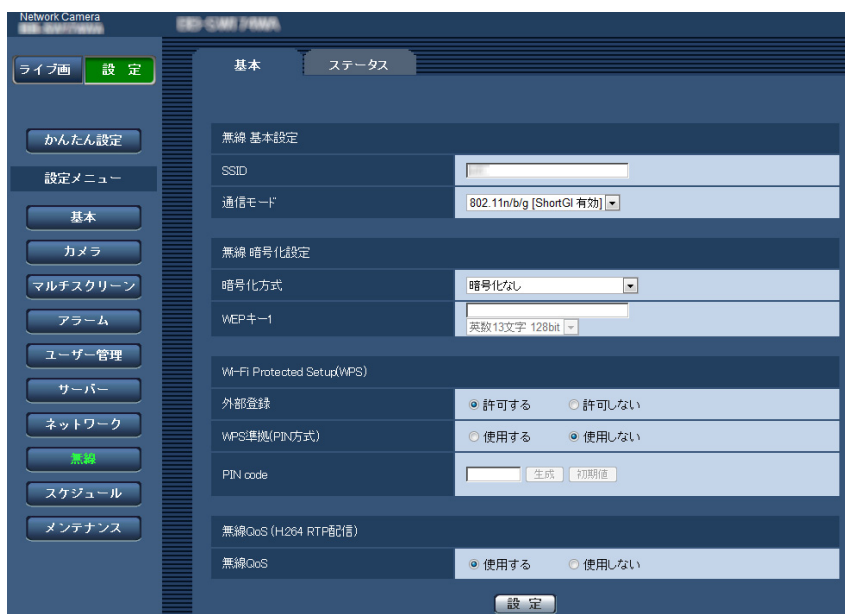 Network Camera
ライブ画
設 定
かんたん設定
設定メニュー
基本
カメラ
マルチスクリーン
アラーム
ユーザー管理
サーバー
ネットワーク
無線
スケジュール
メンテナンス
基本 ステータス
無線 基本設定
SSID
通信モード 802.11n/b/g [ShortGI 有効]
無線 暗号化設定
暗号化方式 暗号化なし
WEPキー1
英数13文字 128bit
Wi-Fi Protected Setup(WPS)
外部登録 許可する 許可しない
WPS準拠(PIN方式) 使用する 使用しない
PIN code 生成 初期値
無線QoS (H264 RTP配信)
無線QoS 使用する 使用しない
設 定